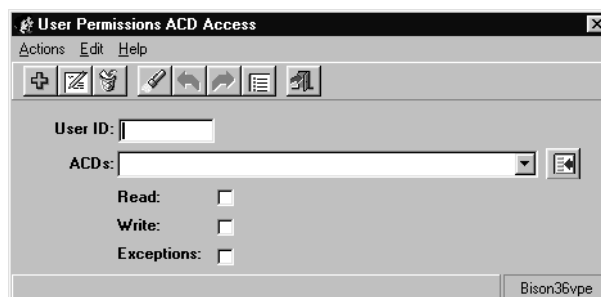 User Permissions ACD Access
Actions Edit Help
User ID:
ACDs:
Read:
Write:
Exceptions:
Bison36vpe